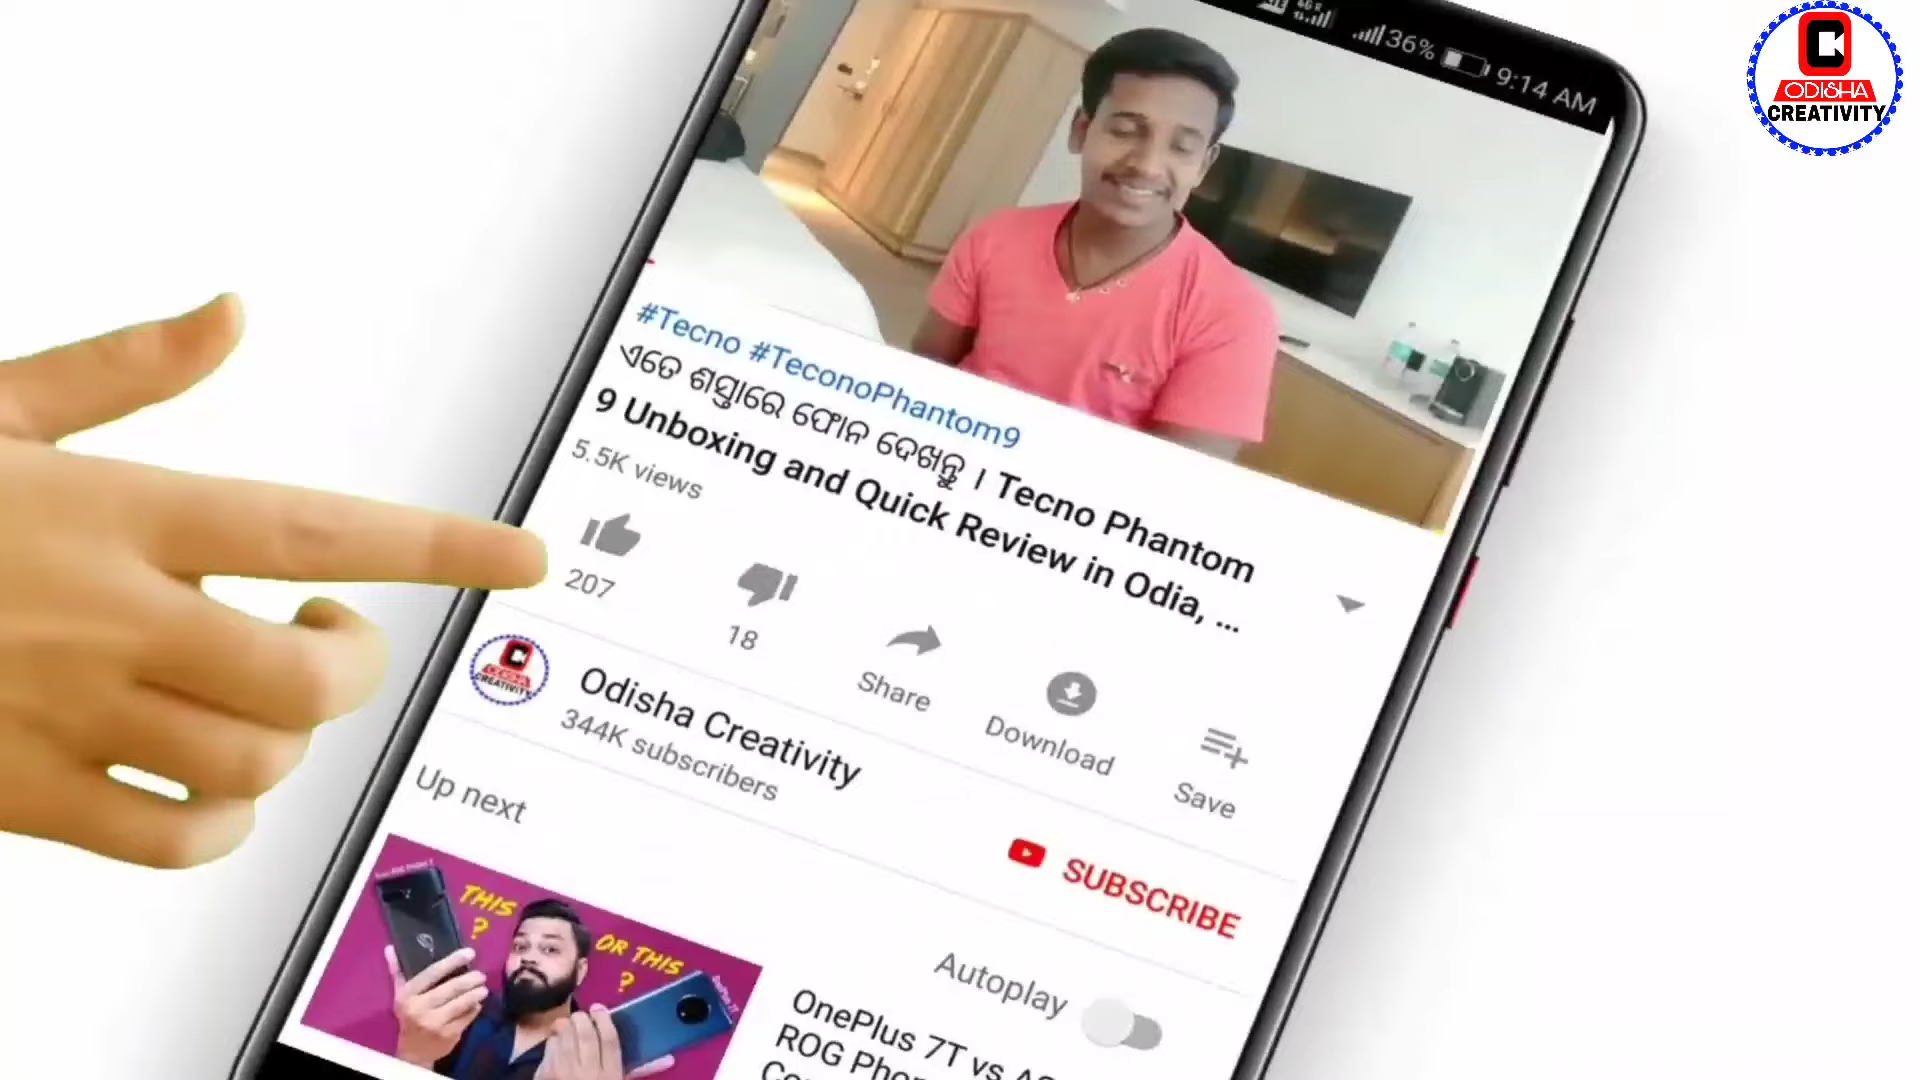 36% 9:14 AM
ODISHA
CREATIVITY
#Tecno #TeconoPhantom9
ଏତେ ଶସ୍ତାରେ ଫୋନ ଦେଖନ୍ତୁ । Tecno Phantom
9 Unboxing and Quick Review in Odia, ...
5.5K views
207
18
Share
Download
Save
ODISHA
CREATIVITY
Odisha Creativity
344K subscribers
SUBSCRIBE
Up next
Autoplay
THIS
?
OR THIS
?
OnePlus 7T vs
ROG